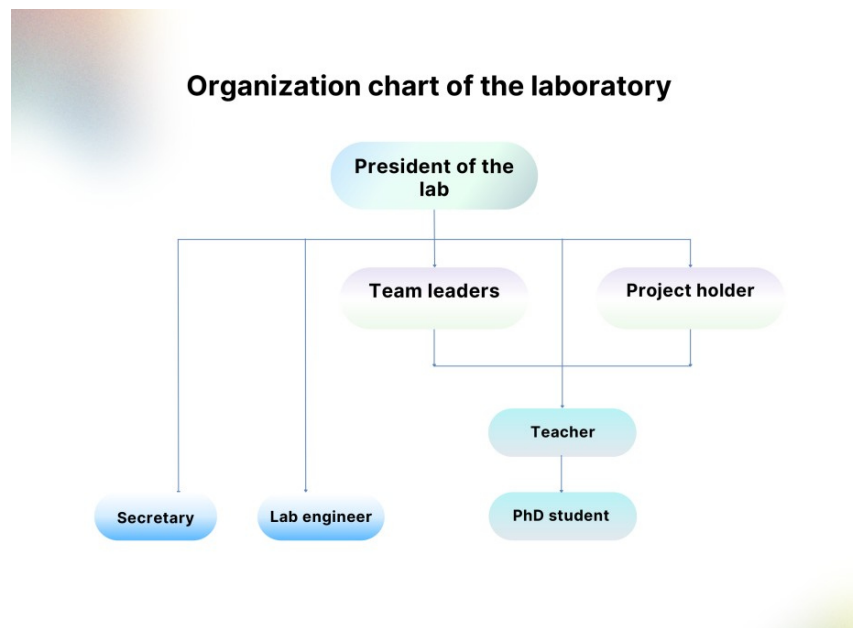 Organization chart of the laboratory
President of the
lab
Team leaders
Project holder
Teacher
Secretary
Lab engineer
PhD student